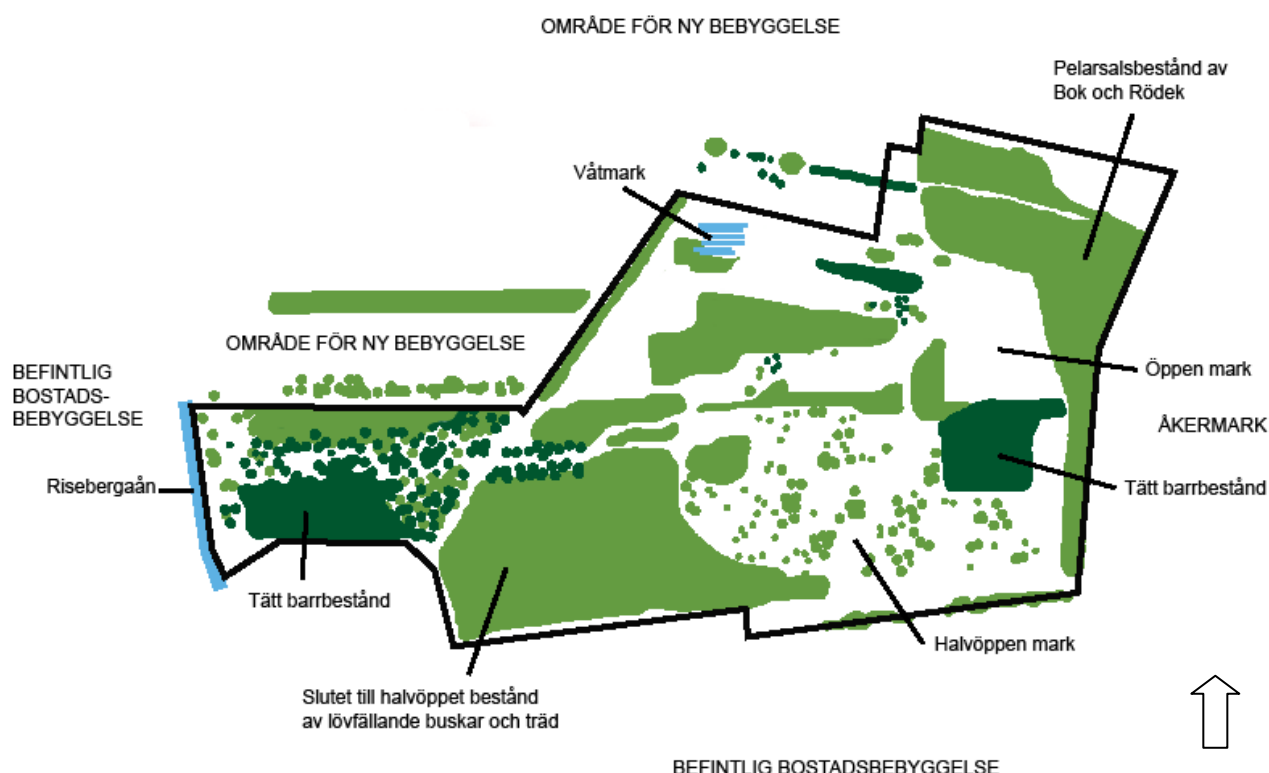 OMRÅDE FÖR NY BEBYGGELSE
Pelarsalsbestånd av
Bok och Rödek
Våtmark
OMRÅDE FÖR NY BEBYGGELSE
BEFINTLIG
BOSTADS-
BEBYGGELSE
Öppen mark
ÅKERMARK
Risebergaån
Tätt barrbestånd
Tätt barrbestånd
Halvöppen mark
Slutet till halvöppet bestånd
av lövfällande buskar och träd
BEFINTLIG BOSTADSBEBYGGELSE